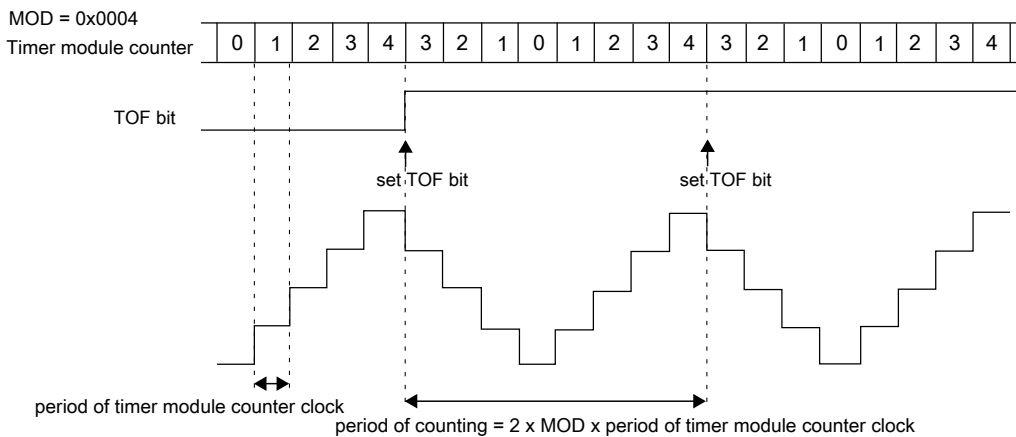 MOD = 0x0004
Timer module counter 0 1 2 3 4 3 2 1 0 1 2 3 4 3 2 1 0 1 2 3 4
TOF bit
set TOF bit set TOF bit
period of timer module counter clock
period of counting = 2 x MOD x period of timer module counter clock